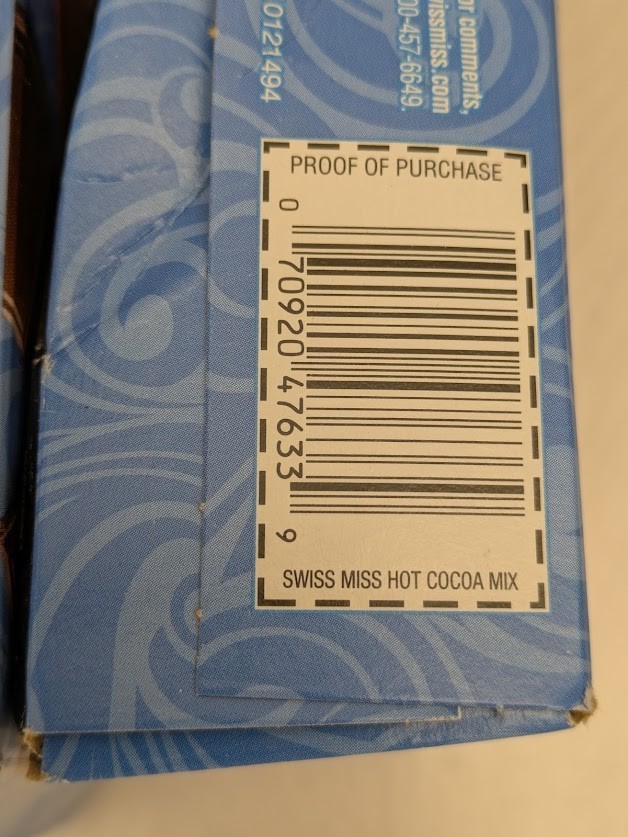 or comments,
issmiss.com
00-457-6649.
0121494
PROOF OF PURCHASE
0 70920 47633 9
SWISS MISS HOT COCOA MIX